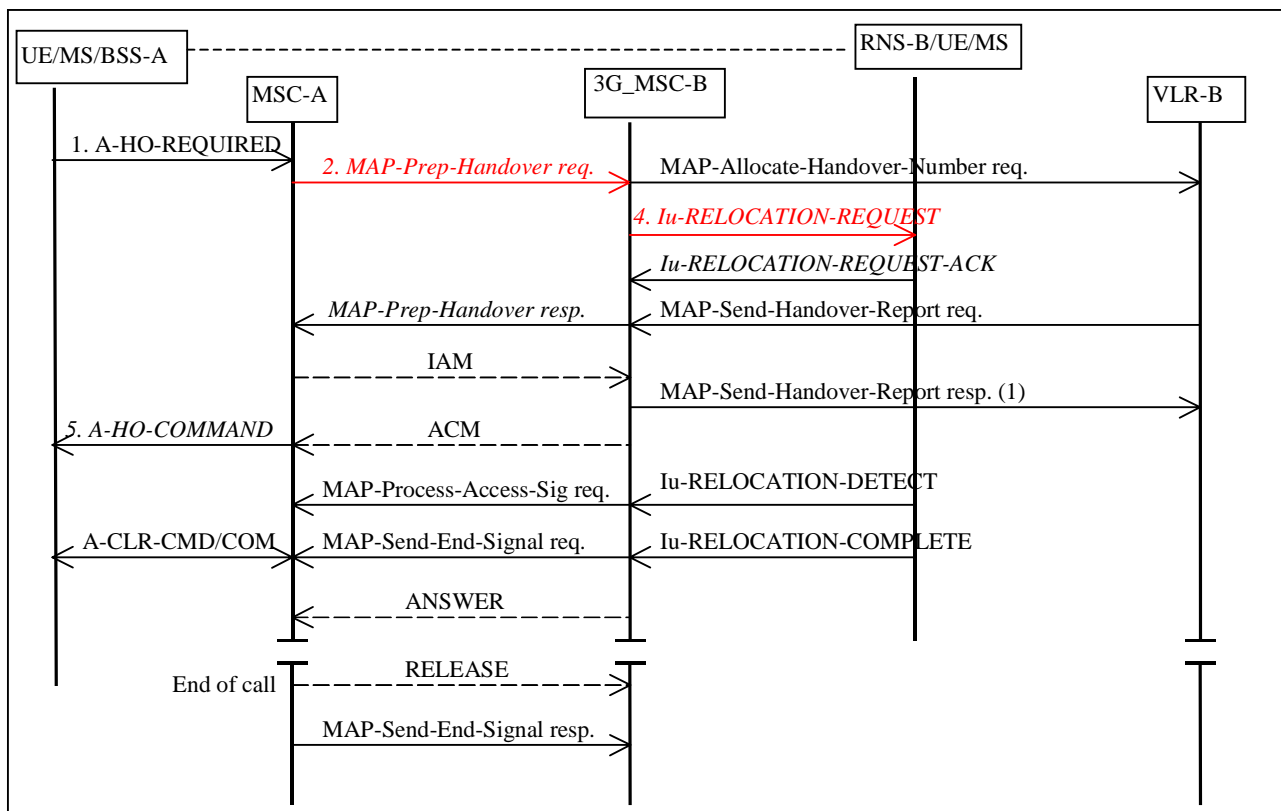 UE/MS/BSS-A
RNS-B/UE/MS
MSC-A
3G_MSC-B
VLR-B
1. A-HO-REQUIRED
2. MAP-Prep-Handover req.
MAP-Allocate-Handover-Number req.
4. Iu-RELOCATION-REQUEST
Iu-RELOCATION-REQUEST-ACK
MAP-Prep-Handover resp.
MAP-Send-Handover-Report req.
IAM
MAP-Send-Handover-Report resp. (1)
5. A-HO-COMMAND
ACM
MAP-Process-Access-Sig req.
Iu-RELOCATION-DETECT
A-CLR-CMD/COM
MAP-Send-End-Signal req.
Iu-RELOCATION-COMPLETE
ANSWER
End of call
RELEASE
MAP-Send-End-Signal resp.